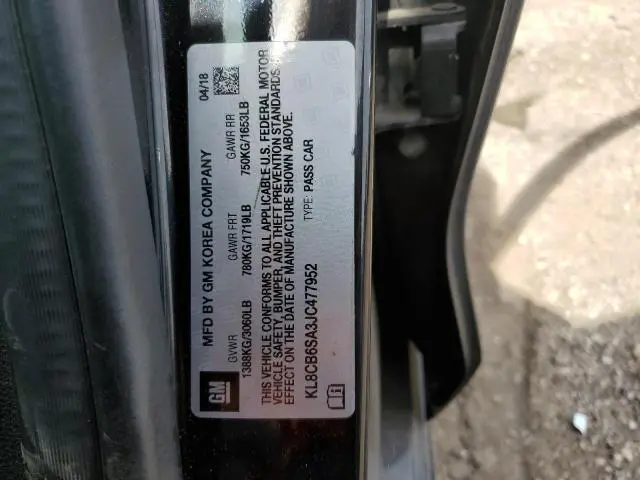 GM
MFD BY GM KOREA COMPANY 04/18
GVWR GAWR FRT GAWR RR
1388KG/3060LB 780KG/1719LB 750KG/1653LB
THIS VEHICLE CONFORMS TO ALL APPLICABLE U.S. FEDERAL MOTOR
VEHICLE SAFETY, BUMPER, AND THEFT PREVENTION STANDARDS IN
EFFECT ON THE DATE OF MANUFACTURE SHOWN ABOVE.
KL8CB6SA3JC477952 TYPE: PASS CAR